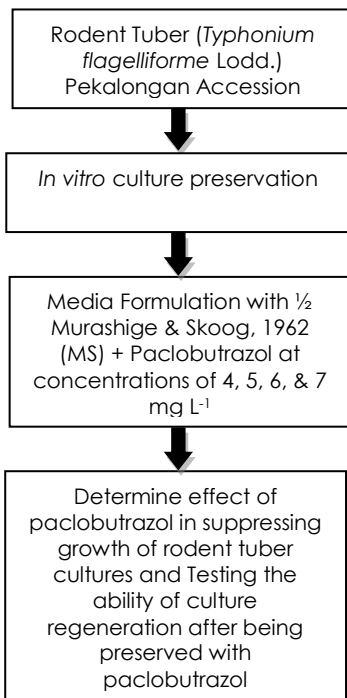 Rodent Tuber (Typhonium
flagelliforme Lodd.)
Pekalongan Accession
In vitro culture preservation
Media Formulation with ½
Murashige & Skoog, 1962
(MS) + Paclobutrazol at
concentrations of 4, 5, 6, & 7
mg L-1
Determine effect of
paclobutrazol in suppressing
growth of rodent tuber
cultures and Testing the
ability of culture
regeneration after being
preserved with
paclobutrazol